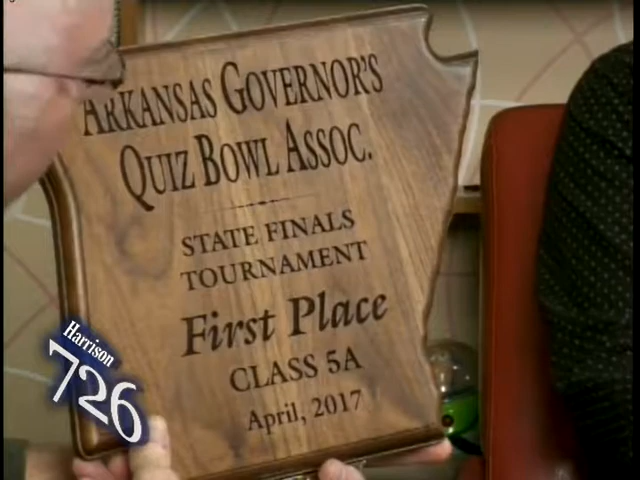 ARKANSAS GOVERNOR'S
QUIZ BOWL ASSOC.
STATE FINALS
TOURNAMENT
First Place
CLASS 5A
April, 2017
Harrison
726